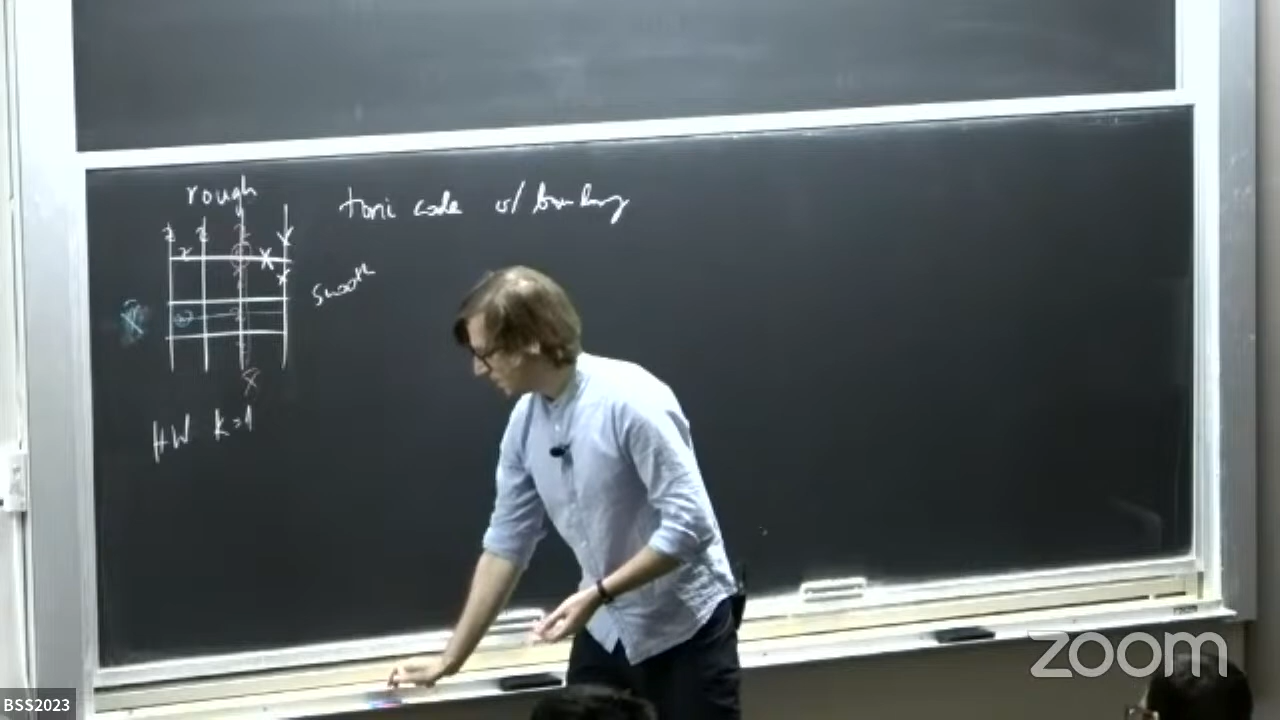 rough
toric code w/ boundary
z z z
z X
smooth
HW k=1
zoom
BSS2023